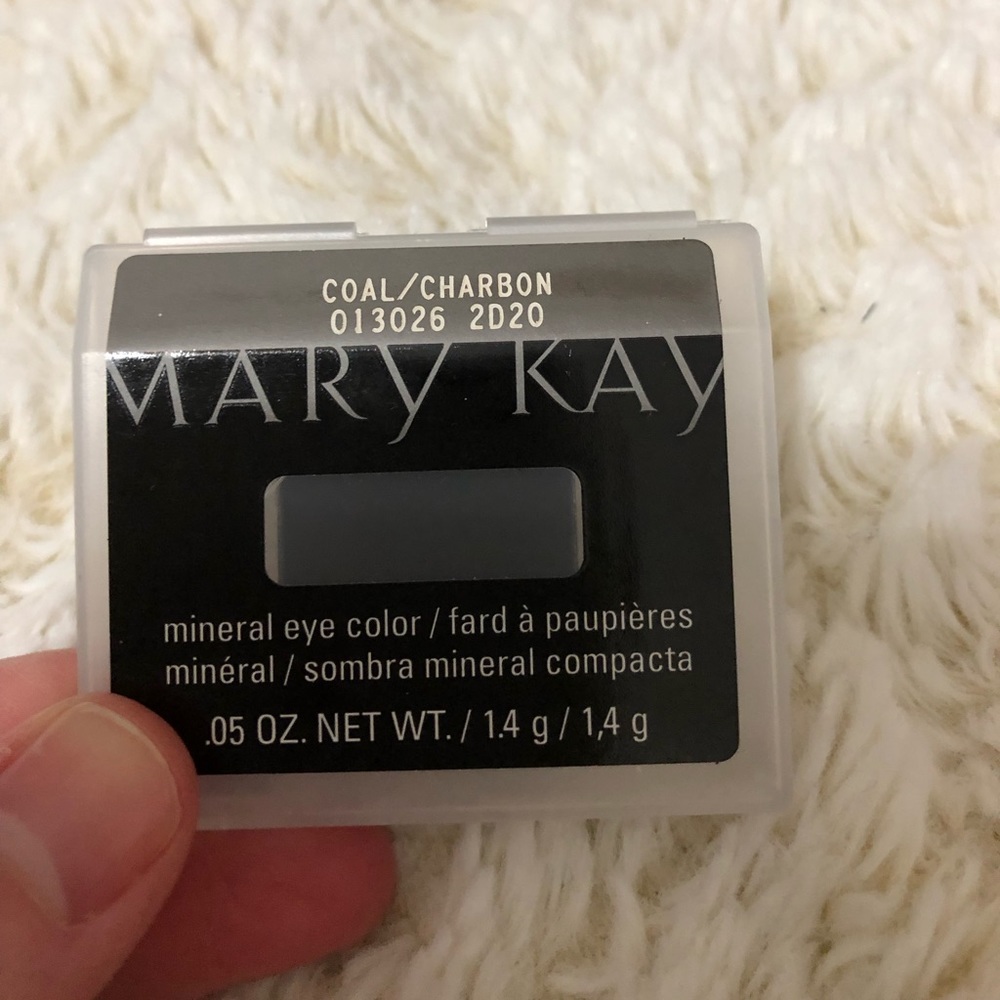 COAL/CHARBON
013026 2D20
MARY KAY
mineral eye color / fard à paupières
minéral / sombra mineral compacta
.05 OZ. NET WT. / 1.4 g / 1,4 g